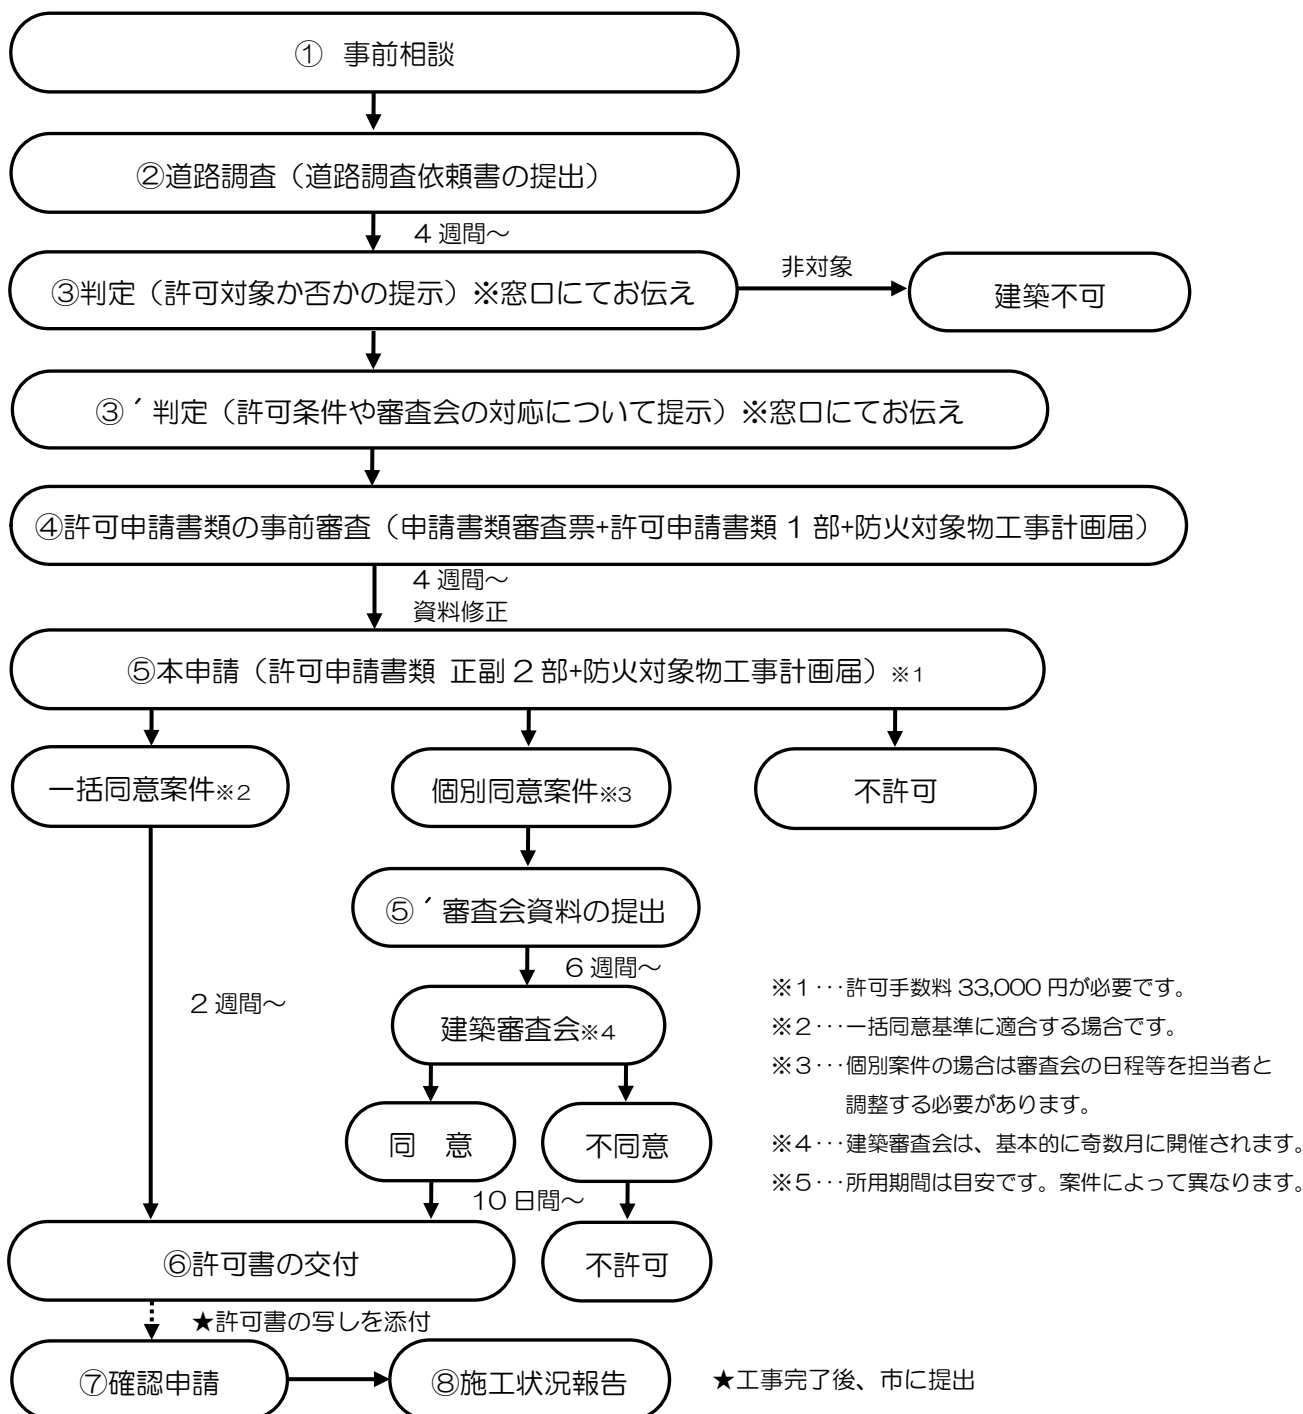 ① 事前相談
②道路調査（道路調査依頼書の提出）
4 週間～
③判定（許可対象か否かの提示）※窓口にてお伝え
非対象
建築不可
③´判定（許可条件や審査会の対応について提示）※窓口にてお伝え
④許可申請書類の事前審査（申請書類審査票+許可申請書類 1 部+防火対象物工事計画届）
4 週間～
資料修正
⑤本申請（許可申請書類 正副 2 部+防火対象物工事計画届）※1
一括同意案件※2
個別同意案件※3
不許可
⑤´審査会資料の提出
6 週間～
2 週間～
建築審査会※4
同 意
不同意
10 日間～
⑥許可書の交付
不許可
★許可書の写しを添付
⑦確認申請
⑧施工状況報告
★工事完了後、市に提出
※1･･･許可手数料 33,000 円が必要です。
※2･･･一括同意基準に適合する場合です。
※3･･･個別案件の場合は審査会の日程等を担当者と
調整する必要があります。
※4･･･建築審査会は、基本的に奇数月に開催されます。
※5･･･所用期間は目安です。案件によって異なります。